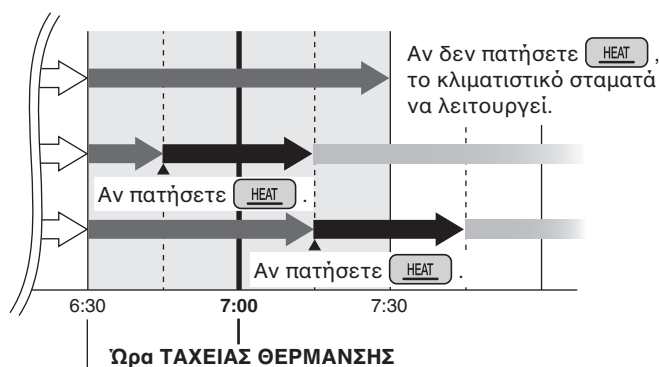 Αν δεν πατήσετε HEAT ,
το κλιματιστικό σταματά
να λειτουργεί.
Αν πατήσετε HEAT .
Αν πατήσετε HEAT .
6:30 7:00 7:30
Ώρα ΤΑΧΕΙΑΣ ΘΕΡΜΑΝΣΗΣ